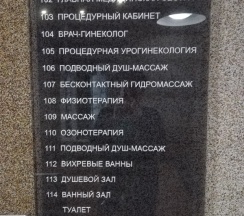 103 ПРОЦЕДУРНЫЙ КАБИНЕТ
104 ВРАЧ-ГИНЕКОЛОГ
105 ПРОЦЕДУРНАЯ УРОГИНЕКОЛОГИЯ
106 ПОДВОДНЫЙ ДУШ-МАССАЖ
107 БЕСКОНТАКТНЫЙ ГИДРОМАССАЖ
108 ФИЗИОТЕРАПИЯ
109 МАССАЖ
110 ОЗОНОТЕРАПИЯ
111 ПОДВОДНЫЙ ДУШ-МАССАЖ
112 ВИХРЕВЫЕ ВАННЫ
113 ДУШЕВОЙ ЗАЛ
114 ВАННЫЙ ЗАЛ
ТУАЛЕТ